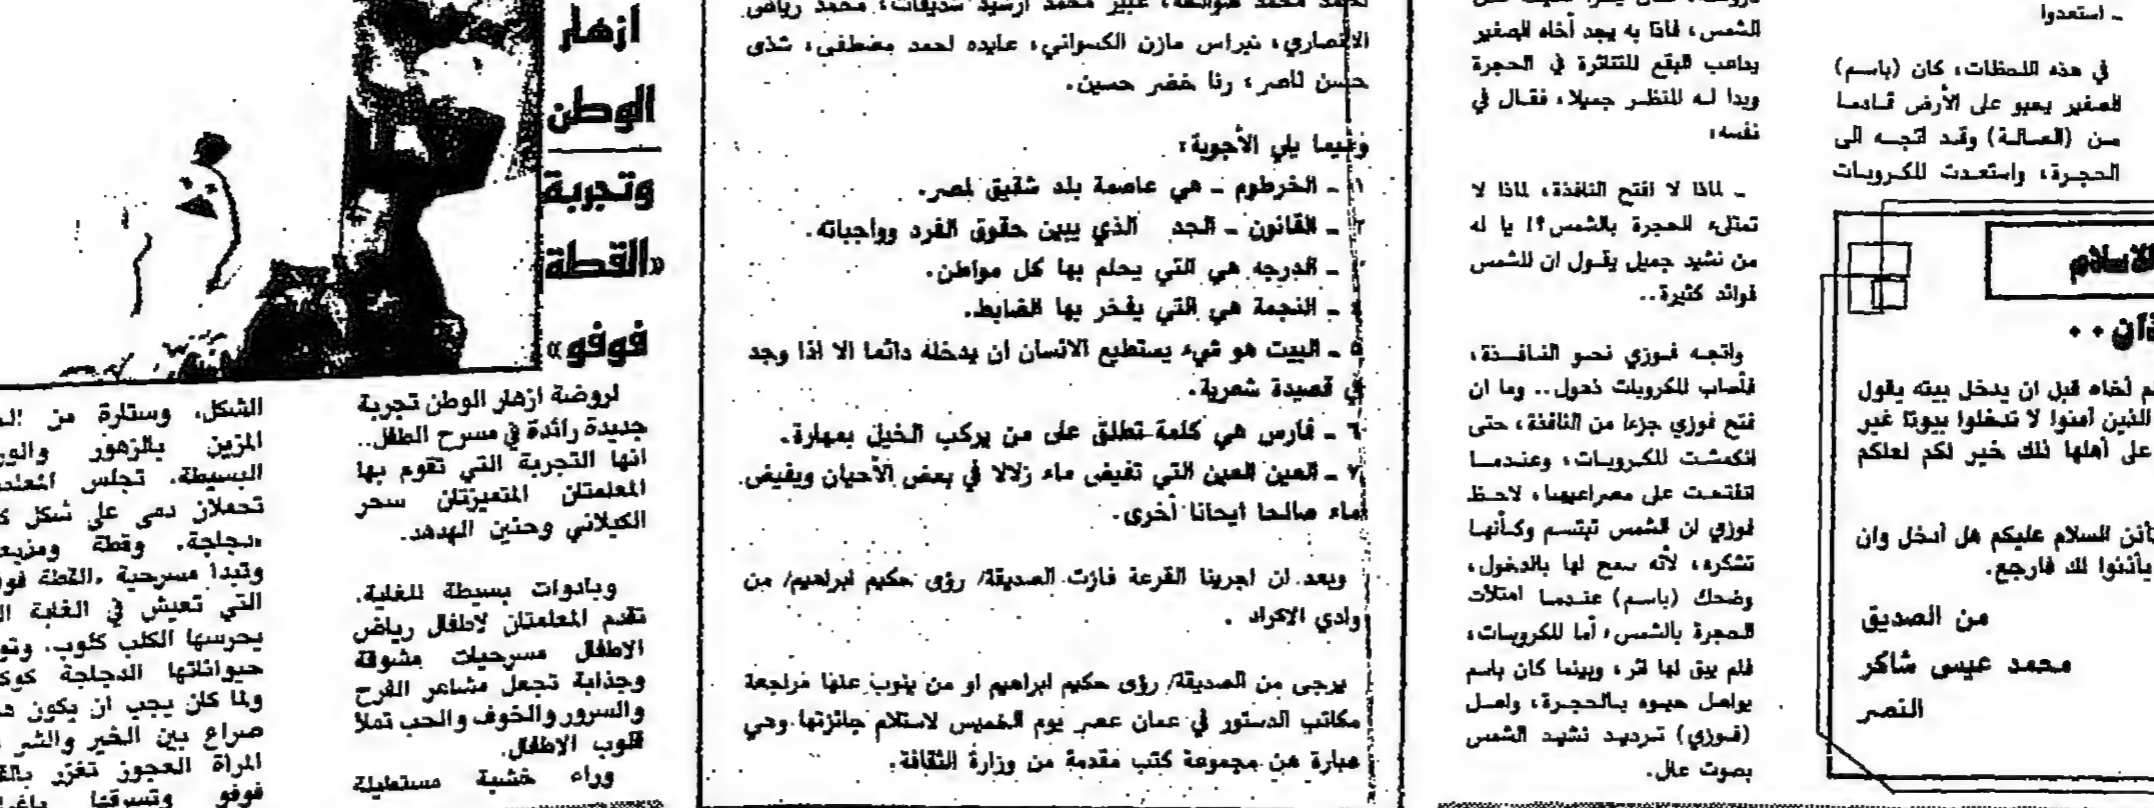 ـ استعدوا
في هذه اللحظات، كان (باسم)
الصغير يحبو على الأرض قادما
من (الصالة) وقد اتجه الى
الحجرة، واستعدت المكروبات
الاسلام
م أخاه قبل ان يدخل بيته يقول
الذين آمنوا لا تدخلوا بيوتا غير
على أهلها ذلك خير لكم لعلكم
السلام عليكم هل أدخل وان
يأذنوا لك فارجع.
من الصديق
محمد عيسى شاكر
النصر
الشمس، فاذا به يجد أخاه الصغير
يداعب البقع المتناثرة في الحجرة
وبدا له المنظر جميلا، فقال في
نفسه:
ـ لماذا لا افتح النافذة، لماذا لا
تمتلىء الحجرة بالشمس؟! يا له
من نشيد جميل يقول ان للشمس
فوائد كثيرة..
واتجه فوزي نحو النافذة،
فأصاب المكروبات ذهول.. وما ان
فتح فوزي جزءا من النافذة، حتى
انكمشت المكروبات، وعندما
انفتحت على مصراعيها، لاحظ
فوزي ان الشمس تبتسم وكأنها
تشكره، لأنه سمح لها بالدخول،
وضحك (باسم) عندما امتلأت
الحجرة بالشمس، أما المكروبات،
فلم يبق لها اثر، وبينما كان باسم
يواصل حبوه بالحجرة، واصل
(فوزي) ترديد نشيد الشمس
بصوت عال.
الانصاري، نبراس مازن الكسواني، عايده احمد مصطفى، شذى
حسن ناصر، رنا خضر حسين.
وفيما يلي الأجوبة:
١ ـ الخرطوم ـ هي عاصمة بلد شقيق لمصر.
٢ ـ القانون ـ الجد الذي يبين حقوق الفرد وواجباته.
ـ الدرجه هي التي يحلم بها كل مواطن.
ـ النجمة هي التي يفخر بها الضابط.
٥ ـ البيت هو شيء يستطيع الانسان ان يدخله دائما الا اذا وجد
في قصيدة شعرية.
٦ ـ فارس هي كلمة تطلق على من يركب الخيل بمهارة.
٧ ـ العين العين التي تفيض ماء زلالا في بعض الأحيان ويفيض
ماء مالحا ايحانا أخرى.
وبعد ان اجرينا القرعة فازت الصديقة/ رؤى حكيم ابراهيم/ من
وادي الاكراد.
يرجى من الصديقة/ رؤى حكيم ابراهيم او من ينوب عنها مراجعة
مكاتب الدستور في عمان عصر يوم الخميس لاستلام جائزتها وهي
عبارة عن مجموعة كتب مقدمة من وزارة الثقافة.
ازهار
الوطن
وتجربة
«القطة
فوفو»
لروضة ازهار الوطن تجربة
جديدة رائدة في مسرح الطفل..
انها التجربة التي تقوم بها
المعلمتان المتميزتان سحر
الكيلاني وحنين الهدهد.
وبادوات بسيطة للغاية،
تقدم المعلمتان لاطفال رياض
الاطفال مسرحيات مشوقة
وجذابة تجعل مشاعر الفرح
والسرور والخوف والحب تملا
قلوب الاطفال.
وراء خشبة مستطيلة
الشكل، وستارة من
المزين بالزهور
البسيطة، تجلس
تحملان دمى على شكل
دجاجة، وقطة
وتبدا مسرحية «القطة
التي تعيش في الغابة
يحرسها الكلب كلوب،
حيواناتها الدجاجة
ولما كان يجب ان يكون
صراع بين الخير والشر
المراة العجوز تغرر
فوفو وتسرقها